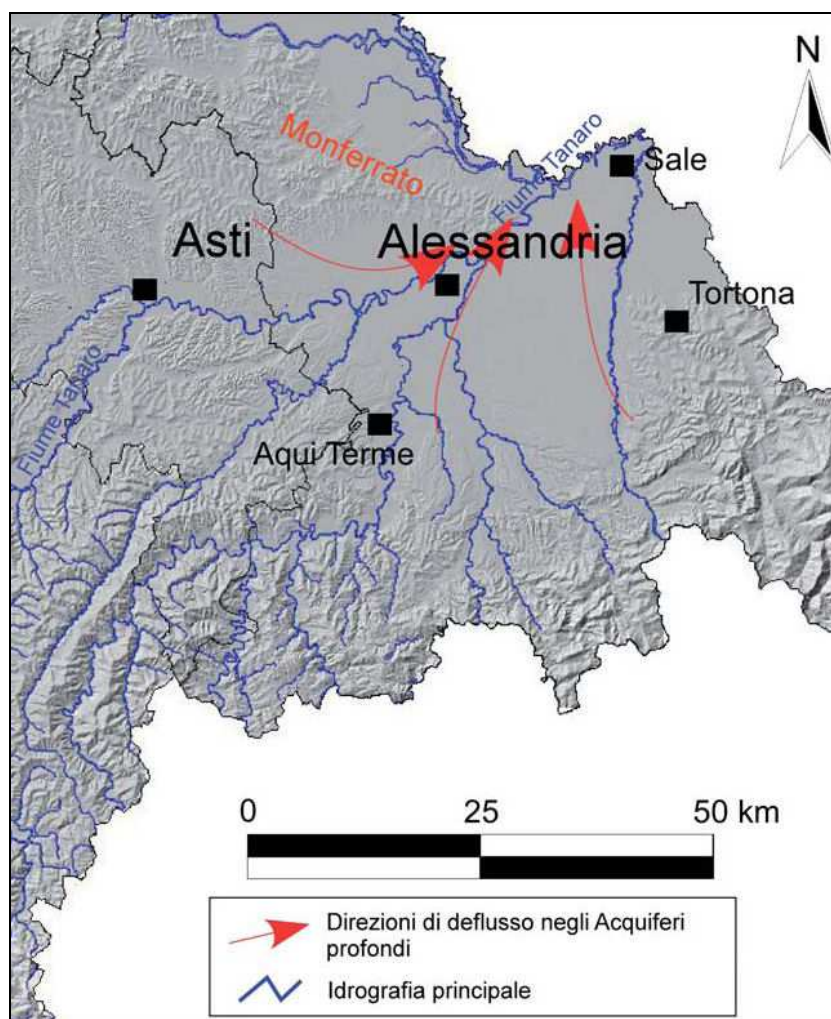 N
Monferrato
Fiume Tanaro
Sale
Asti
Alessandria
Tortona
Fiume Tanaro
Aqui Terme
0 25 50 km
Direzioni di deflusso negli Acquiferi
profondi
Idrografia principale